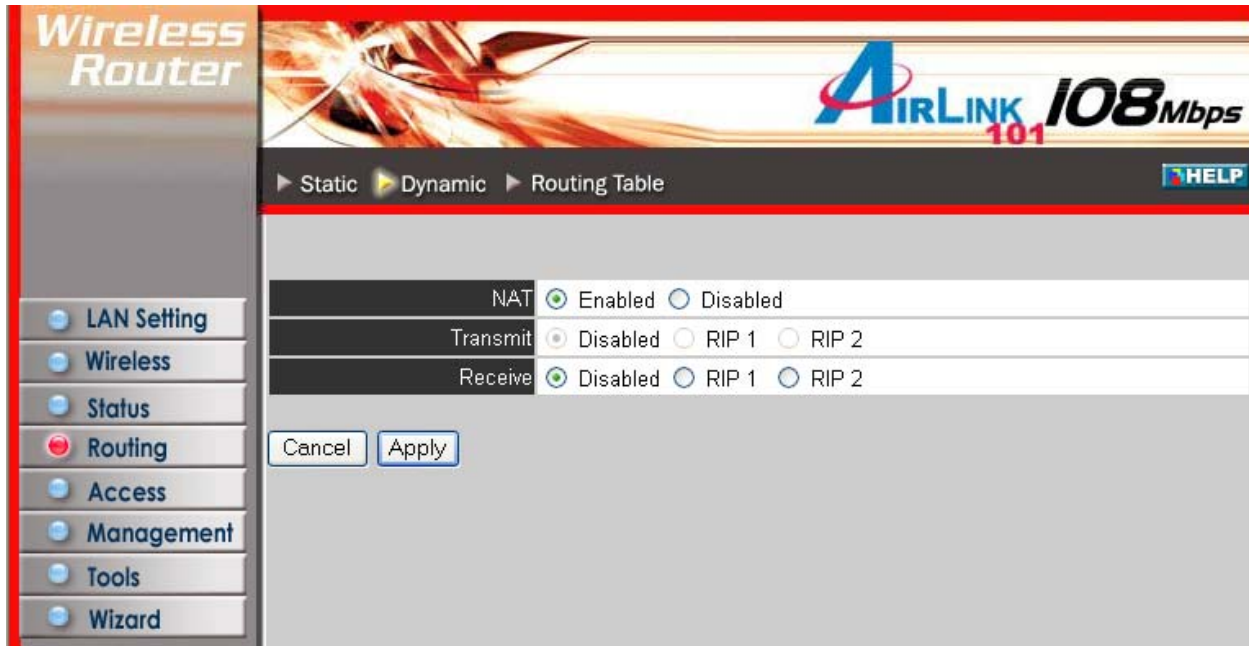 Wireless
Router
AIRLINK 101 108Mbps
Static Dynamic Routing Table HELP
LAN Setting
Wireless
Status
Routing
Access
Management
Tools
Wizard
NAT Enabled Disabled
Transmit Disabled RIP 1 RIP 2
Receive Disabled RIP 1 RIP 2
Cancel Apply